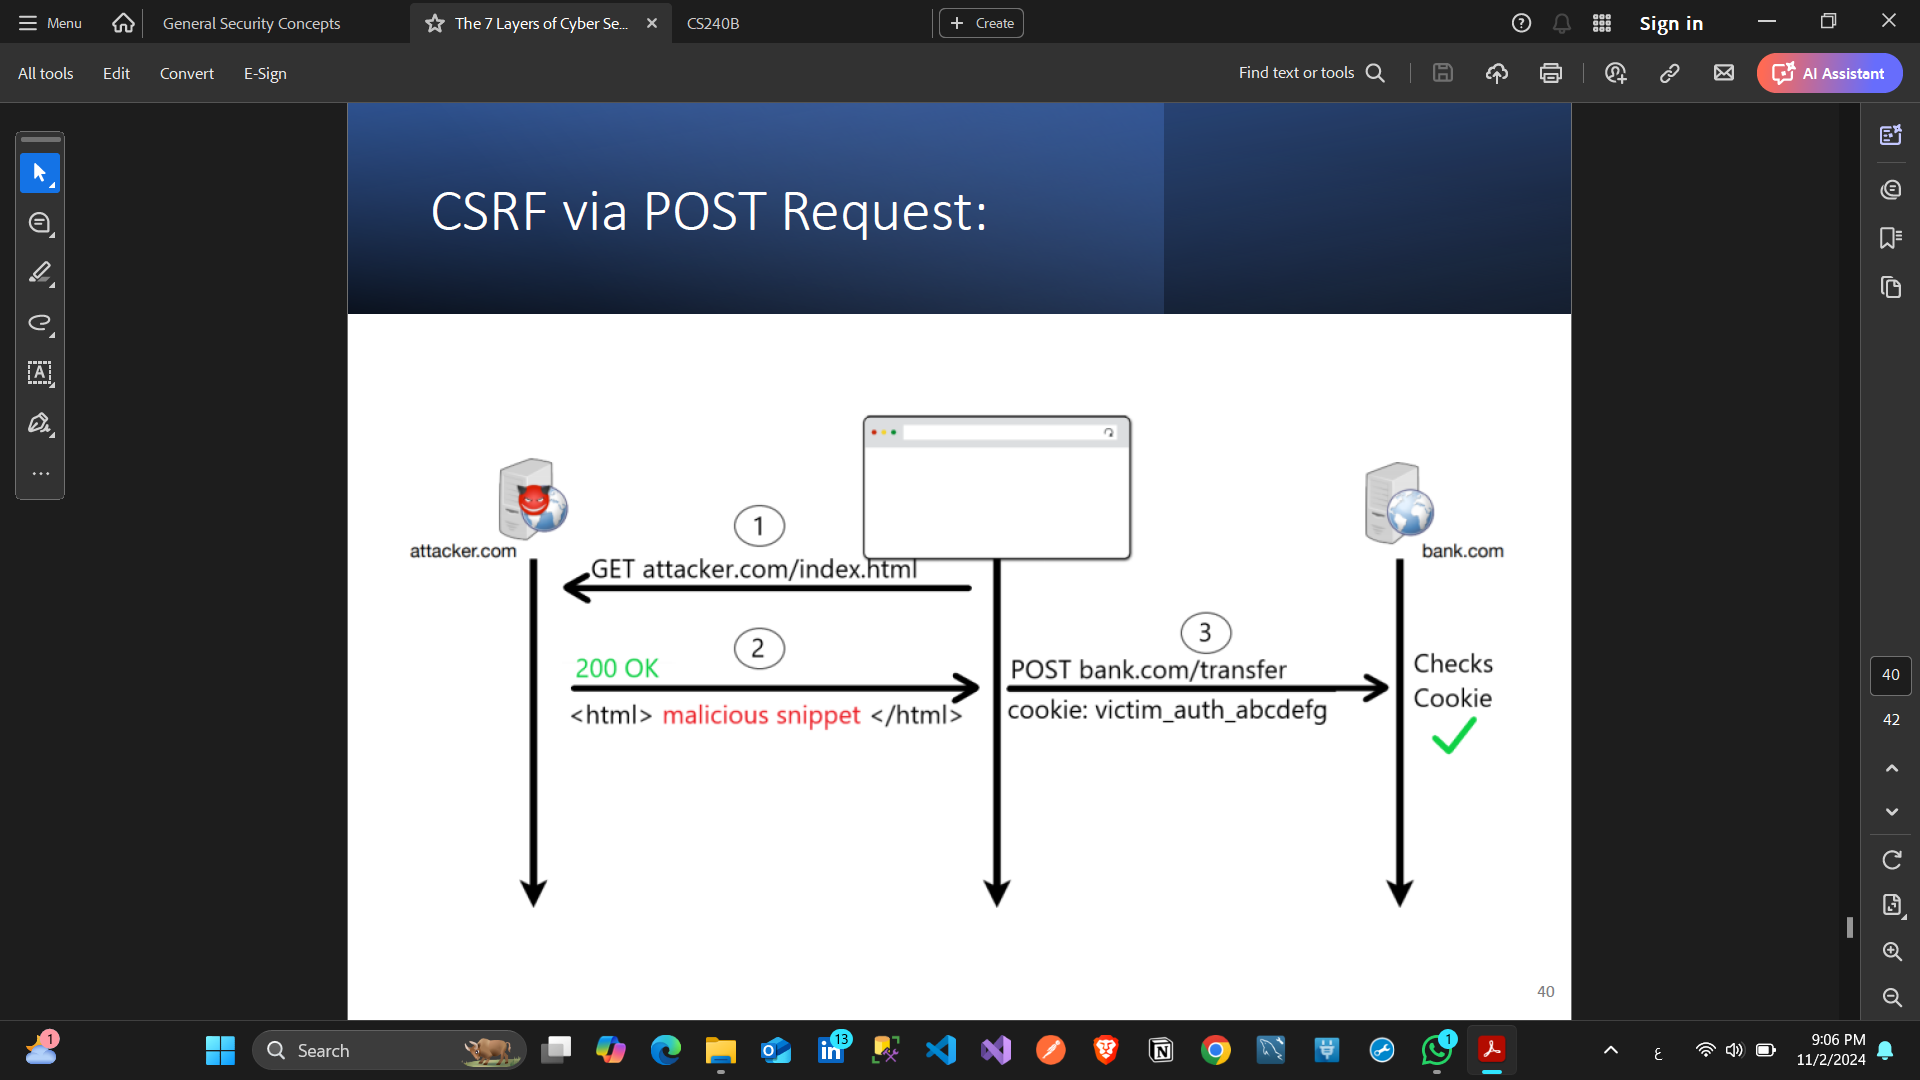 Menu
General Security Concepts
The 7 Layers of Cyber Se...
CS240B
Create
Sign in
All tools
Edit
Convert
E-Sign
Find text or tools
AI Assistant
CSRF via POST Request:
attacker.com
bank.com
1
GET attacker.com/index.html
2
200 OK
<html> malicious snippet </html>
3
POST bank.com/transfer
cookie: victim_auth_abcdefg
Checks
Cookie
40
40
42
1
Search
13
1
ع
9:06 PM
11/2/2024